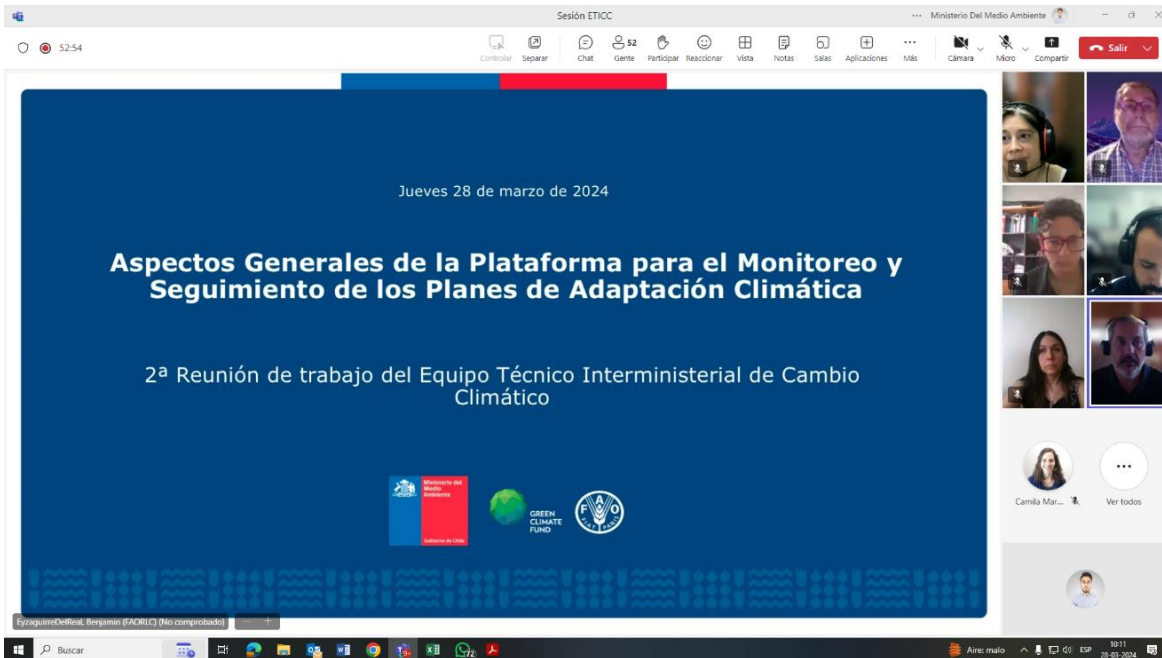 Sesión ETICC
Ministerio Del Medio Ambiente
52:54
Controlar
Separar
Chat
52
Gente
Participar
Reaccionar
Vista
Notas
Salas
Aplicaciones
Más
Cámara
Micro
Compartir
Salir
Jueves 28 de marzo de 2024
Aspectos Generales de la Plataforma para el Monitoreo y
Seguimiento de los Planes de Adaptación Climática
2ª Reunión de trabajo del Equipo Técnico Interministerial de Cambio
Climático
Ministerio del
Medio
Ambiente
Gobierno de Chile
GREEN
CLIMATE
FUND
F A O
FIAT PANIS
Camila Mar...
Ver todos
EyzaguirreDelReal, Benjamin (FAORLC) (No comprobado)
Buscar
Aire: malo
ESP
10:11
28-03-2024